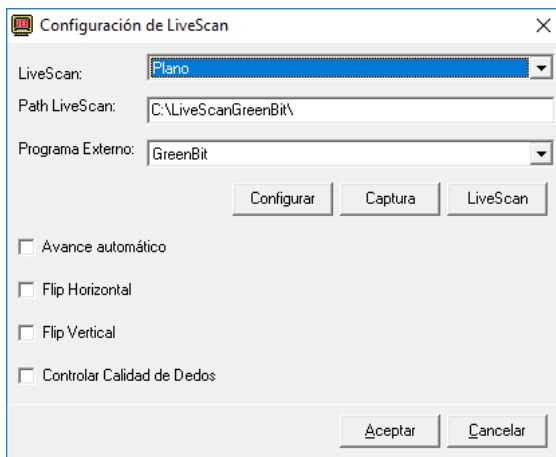 Configuración de LiveScan
LiveScan: Plano
Path LiveScan: C:\LiveScanGreenBit\
Programa Externo: GreenBit
Configurar Captura LiveScan
Avance automático
Flip Horizontal
Flip Vertical
Controlar Calidad de Dedos
Aceptar Cancelar